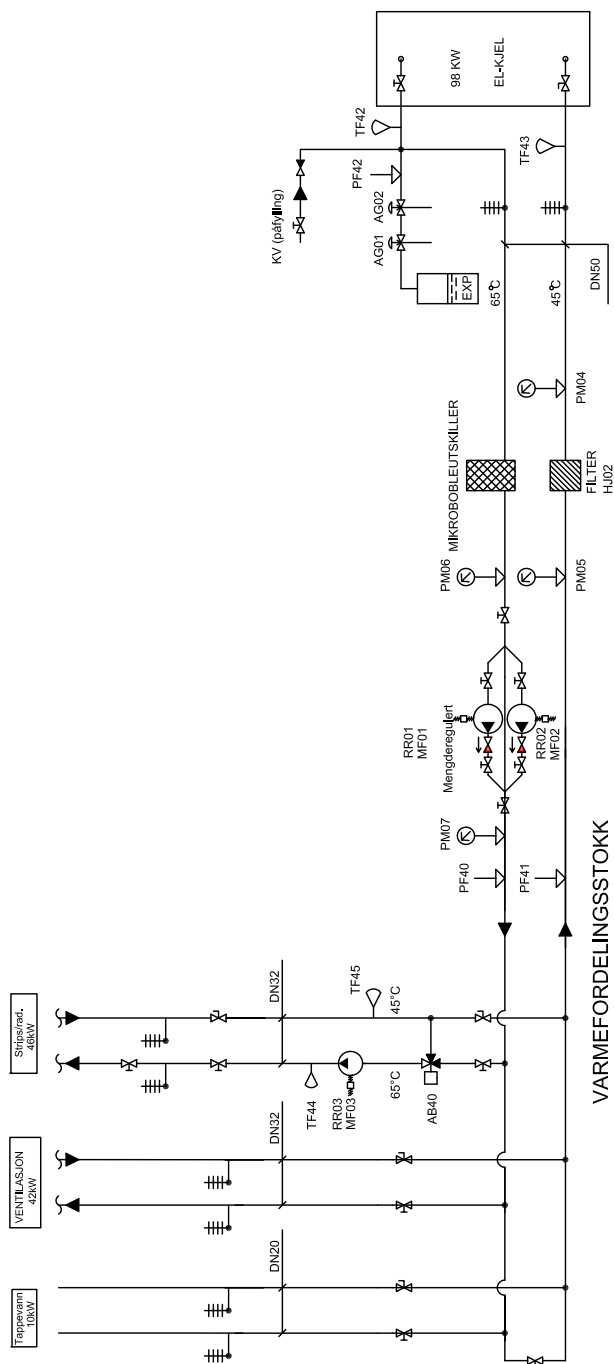 98 KW
EL-KJEL
TF42
TF43
KV (påfylling)
PF42
AG02
AG01
EXP
65°C
45°C
DN50
PM04
MIKROBOBLEUTSKILLER
FILTER
HJ02
PM06
PM05
RR01
MF01
Mengderegulert
RR02
MF02
PM07
PF40
PF41
VARMEFORDELINGSSTOKK
Strips/rad.
46kW
DN32
TF45
45°C
TF44
RR03
MF03
65°C
AB40
VENTILASJON
42kW
DN32
Tappevann
10kW
DN20